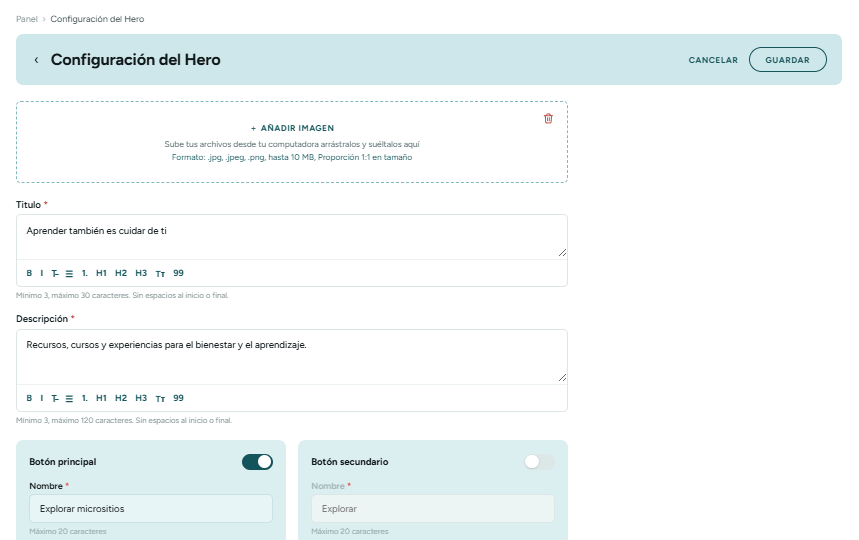 Panel > Configuración del Hero
‹ Configuración del Hero CANCELAR GUARDAR
+ AÑADIR IMAGEN
Sube tus archivos desde tu computadora arrástralos y suéltalos aquí
Formato: .jpg, .jpeg, .png, hasta 10 MB, Proporción 1:1 en tamaño
Título *
Aprender también es cuidar de ti
B I T 1. H1 H2 H3 TT 99
Mínimo 3, máximo 30 caracteres. Sin espacios al inicio o final.
Descripción *
Recursos, cursos y experiencias para el bienestar y el aprendizaje.
B I T 1. H1 H2 H3 TT 99
Mínimo 3, máximo 120 caracteres. Sin espacios al inicio o final.
Botón principal
Nombre *
Explorar micrositios
Máximo 20 caracteres
Botón secundario
Nombre *
Explorar
Máximo 20 caracteres